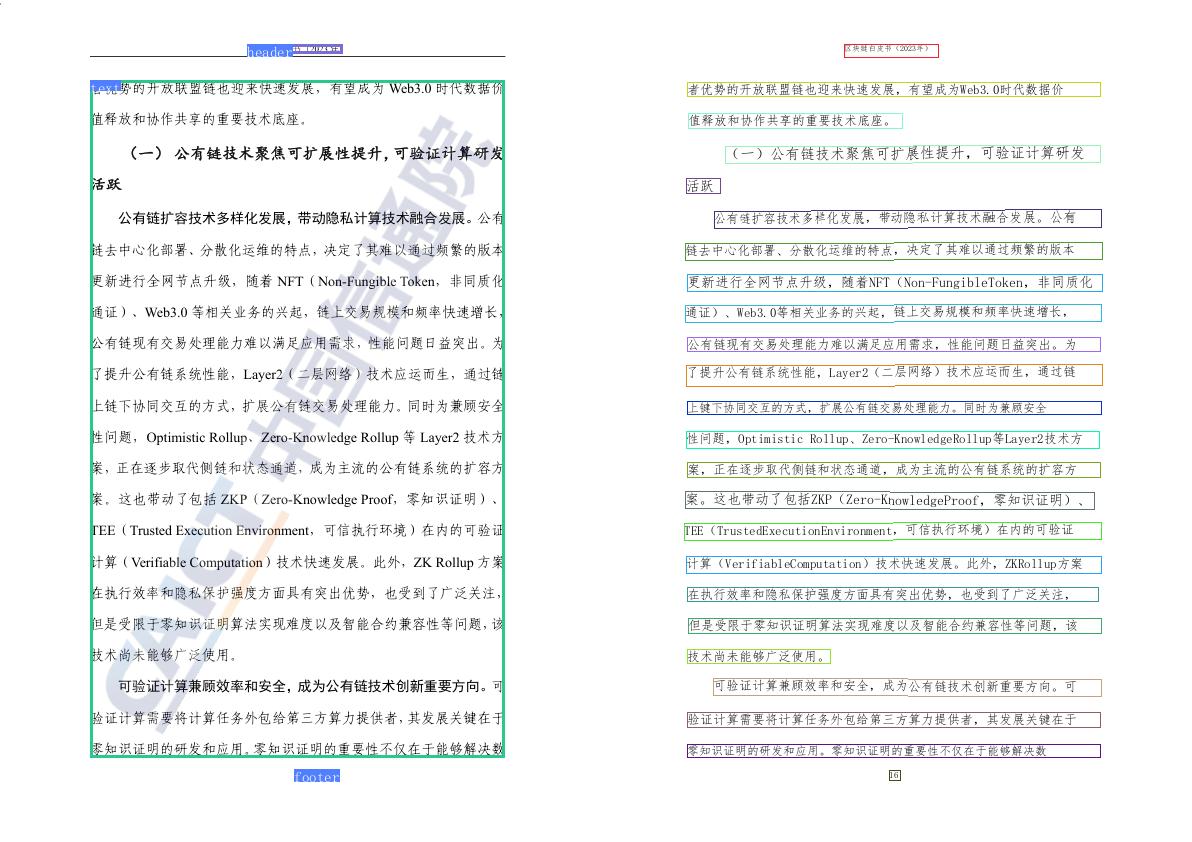 header
text
者优势的开放联盟链也迎来快速发展，有望成为 Web3.0 时代数据价
值释放和协作共享的重要技术底座。
（一） 公有链技术聚焦可扩展性提升，可验证计算研发
活跃
公有链扩容技术多样化发展，带动隐私计算技术融合发展。公有
链去中心化部署、分散化运维的特点，决定了其难以通过频繁的版本
更新进行全网节点升级，随着 NFT（Non-Fungible Token，非同质化
通证）、Web3.0 等相关业务的兴起，链上交易规模和频率快速增长，
公有链现有交易处理能力难以满足应用需求，性能问题日益突出。为
了提升公有链系统性能，Layer2（二层网络）技术应运而生，通过链
上链下协同交互的方式，扩展公有链交易处理能力。同时为兼顾安全
性问题，Optimistic Rollup、Zero-Knowledge Rollup 等 Layer2 技术方
案，正在逐步取代侧链和状态通道，成为主流的公有链系统的扩容方
案。这也带动了包括 ZKP（Zero-Knowledge Proof，零知识证明）、
TEE（Trusted Execution Environment，可信执行环境）在内的可验证
计算（Verifiable Computation）技术快速发展。此外，ZK Rollup 方案
在执行效率和隐私保护强度方面具有突出优势，也受到了广泛关注，
但是受限于零知识证明算法实现难度以及智能合约兼容性等问题，该
技术尚未能够广泛使用。
可验证计算兼顾效率和安全，成为公有链技术创新重要方向。可
验证计算需要将计算任务外包给第三方算力提供者，其发展关键在于
零知识证明的研发和应用。零知识证明的重要性不仅在于能够解决数
CAICT 中国信通院
footer
区块链白皮书（2023年）
者优势的开放联盟链也迎来快速发展，有望成为Web3.0时代数据价
值释放和协作共享的重要技术底座。
（一）公有链技术聚焦可扩展性提升，可验证计算研发
活跃
公有链扩容技术多样化发展，带动隐私计算技术融合发展。公有
链去中心化部署、分散化运维的特点，决定了其难以通过频繁的版本
更新进行全网节点升级，随着NFT（Non-FungibleToken，非同质化
通证）、Web3.0等相关业务的兴起，链上交易规模和频率快速增长，
公有链现有交易处理能力难以满足应用需求，性能问题日益突出。为
了提升公有链系统性能，Layer2（二层网络）技术应运而生，通过链
上键下协同交互的方式，扩展公有链交易处理能力。同时为兼顾安全
性问题，Optimistic Rollup、Zero-KnowledgeRollup等Layer2技术方
案，正在逐步取代侧链和状态通道，成为主流的公有链系统的扩容方
案。这也带动了包括ZKP（Zero-KnowledgeProof，零知识证明）、
TEE（TrustedExecutionEnvironment，可信执行环境）在内的可验证
计算（VerifiableComputation）技术快速发展。此外，ZKRollup方案
在执行效率和隐私保护强度方面具有突出优势，也受到了广泛关注，
但是受限于零知识证明算法实现难度以及智能合约兼容性等问题，该
技术尚未能够广泛使用。
可验证计算兼顾效率和安全，成为公有链技术创新重要方向。可
验证计算需要将计算任务外包给第三方算力提供者，其发展关键在于
零知识证明的研发和应用。零知识证明的重要性不仅在于能够解决数
16